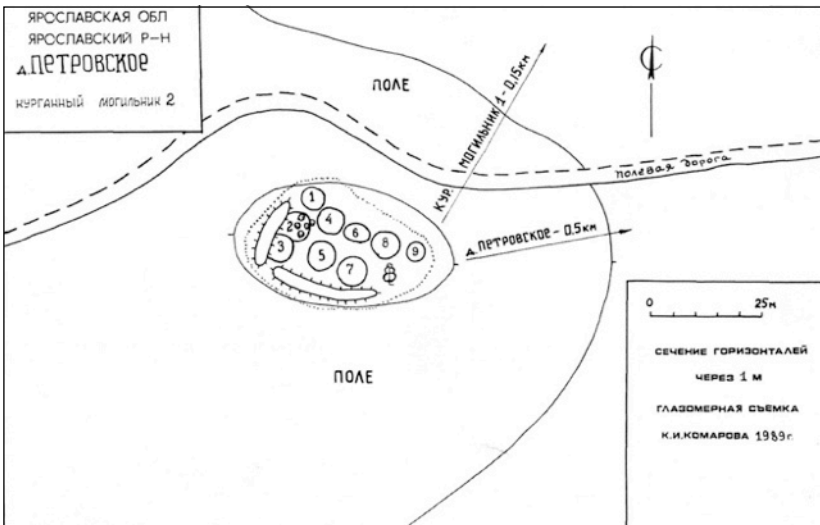 ЯРОСЛАВСКАЯ ОБЛ
ЯРОСЛАВСКИЙ Р-Н
д.ПЕТРОВСКОЕ
КУРГАННЫЙ МОГИЛЬНИК 2
ПОЛЕ
КУР. МОГИЛЬНИК 1-0,15км
С
полевая дорога
д.ПЕТРОВСКОЕ-0,5км
1
2
3
4
5
6
7
8
9
ПОЛЕ
0 25м
СЕЧЕНИЕ ГОРИЗОНТАЛЕЙ
ЧЕРЕЗ 1 М
ГЛАЗОМЕРНАЯ СЪЕМКА
К.И.КОМАРОВА 1989г.